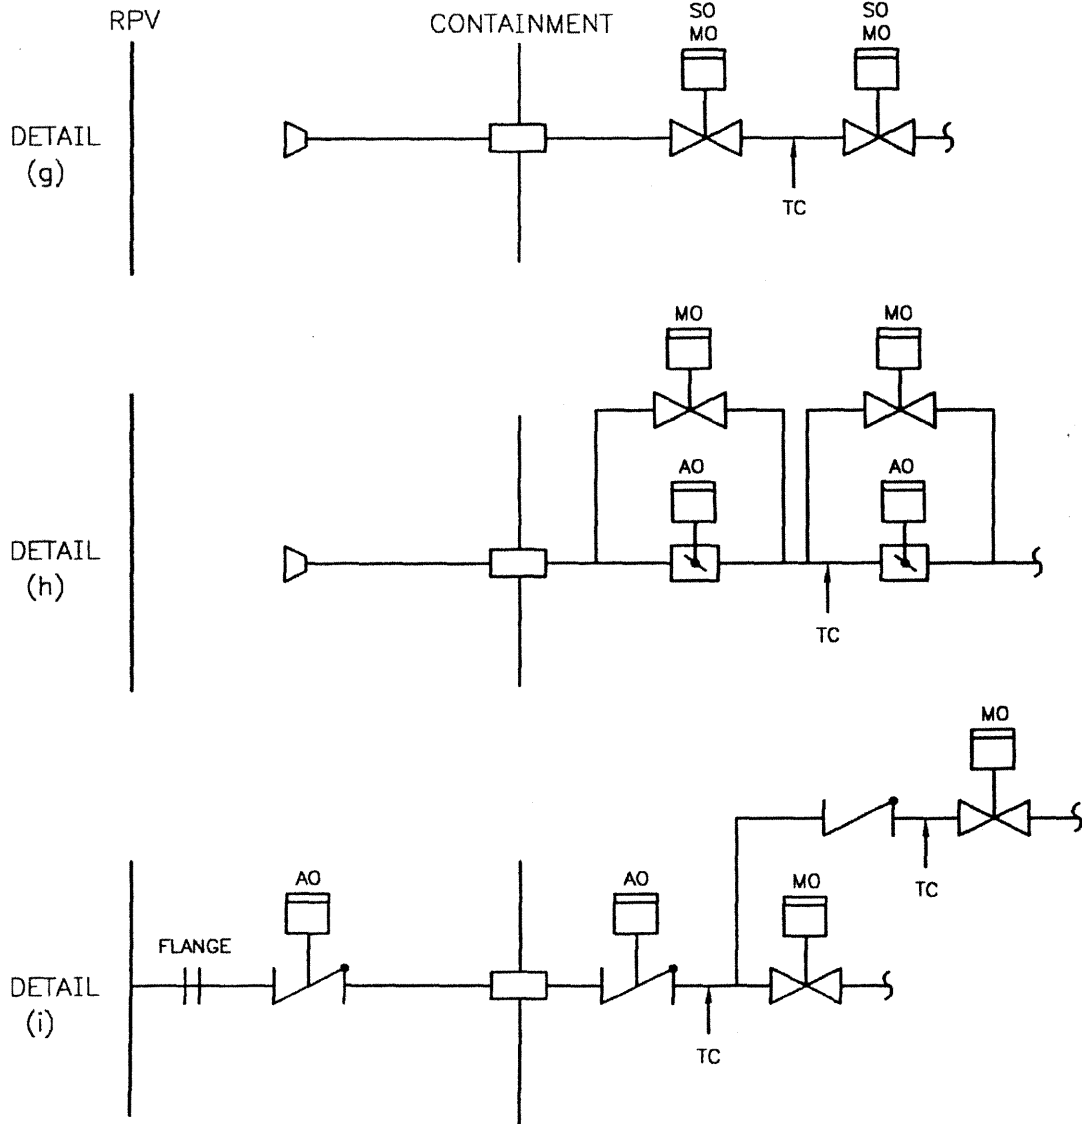 RPV
CONTAINMENT
SO
MO
SO
MO
DETAIL
(g)
TC
MO
MO
AO
AO
DETAIL
(h)
TC
MO
TC
AO
AO
MO
FLANGE
DETAIL
(i)
TC